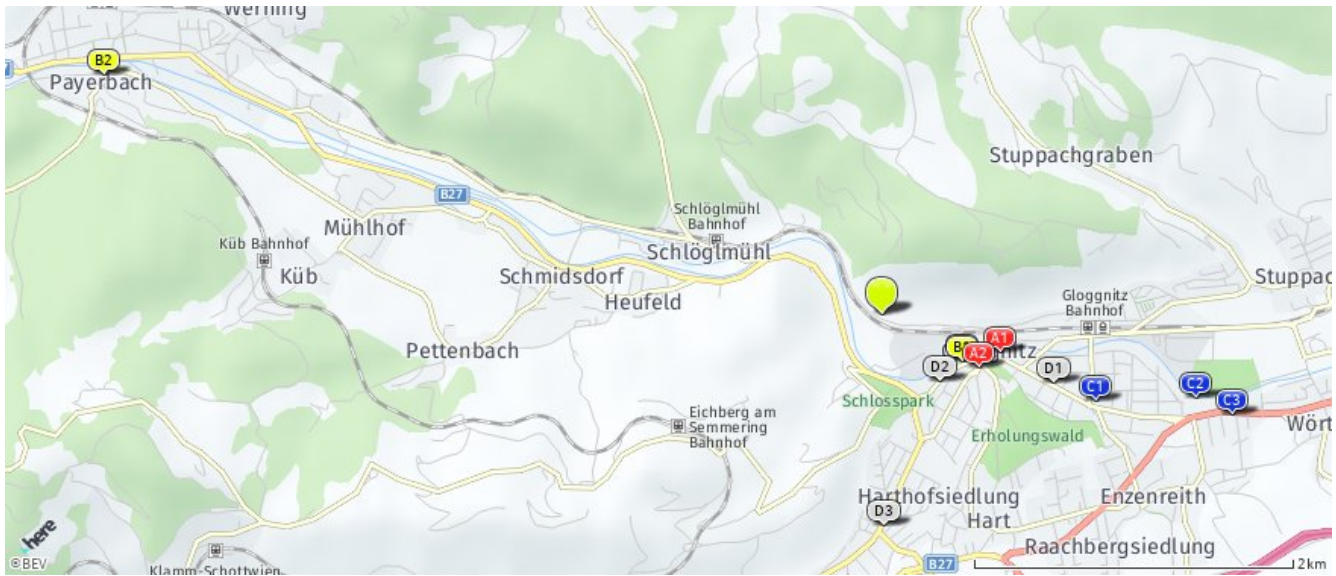 Werning
B2
Payerbach
B27
Mühlhof
Küb Bahnhof
Küb
Schmidsdorf
Heufeld
Pettenbach
Schlöglmühl
Bahnhof
Schlöglmühl
Stuppachgraben
Stuppac
Gloggnitz
Bahnhof
A1
A2
nitz
D2
D1
C1
C2
C3
Schlosspark
Erholungswald
Wört
Eichberg am
Semmering
Bahnhof
Harthofsiedlung
D3
Hart
Enzenreith
Raachbergsiedlung
B27
2km
here
©BEV
Klamm-Schottwien